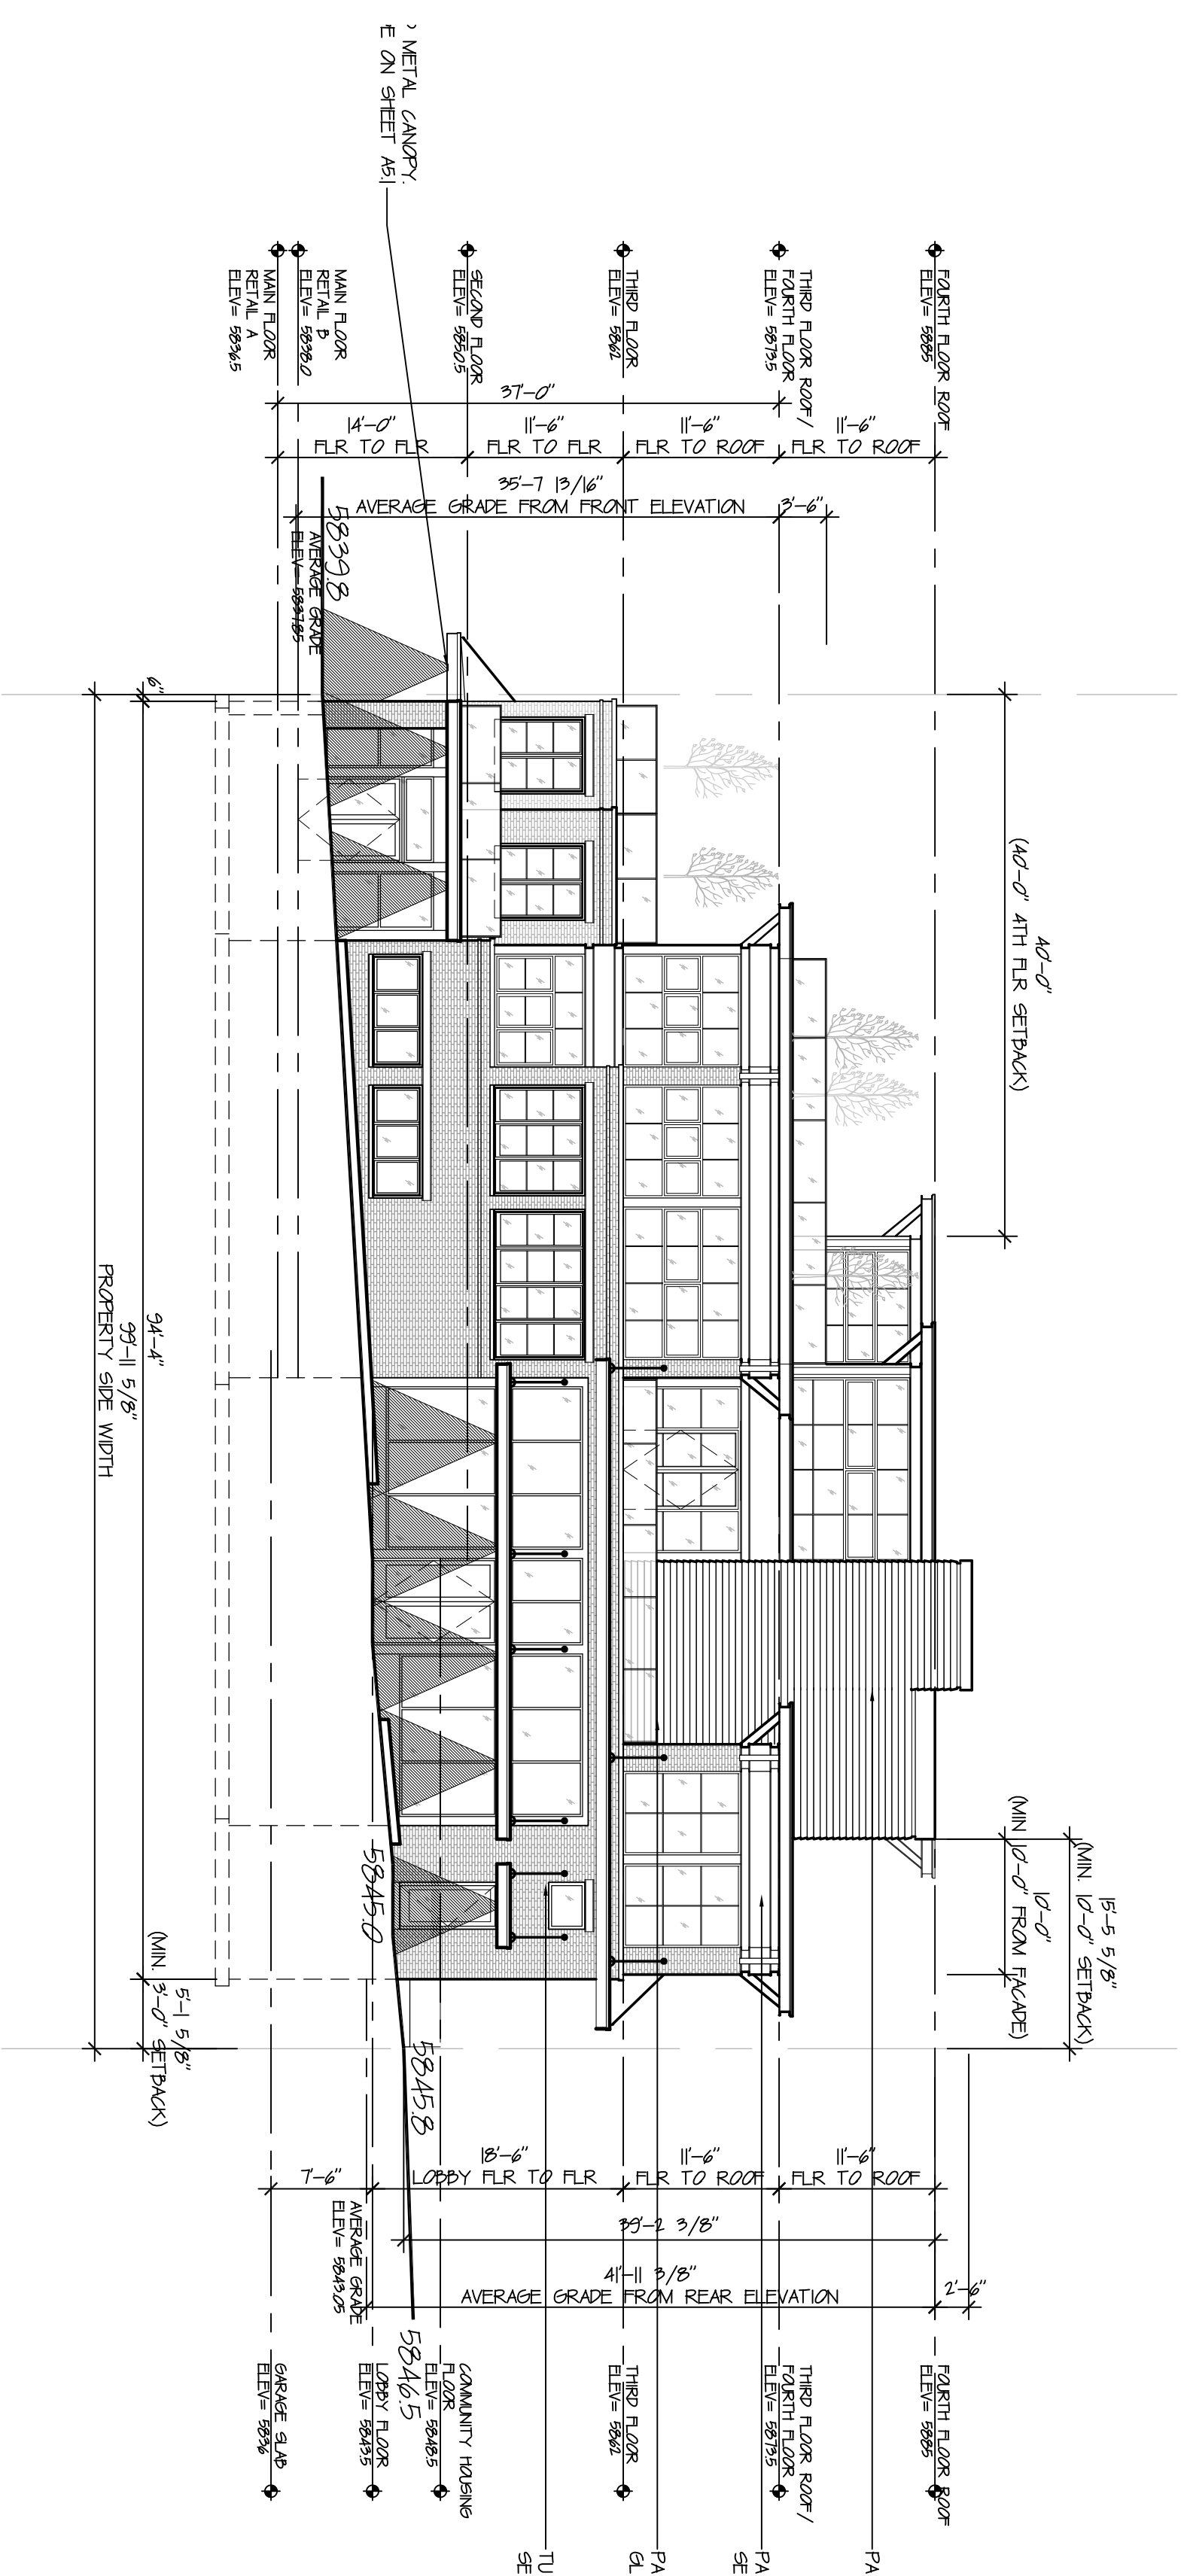 ) METAL CANOPY.
E ON SHEET A5.1
FOURTH FLOOR ROOF
ELEV= 5885
THIRD FLOOR ROOF/
FOURTH FLOOR
ELEV= 5873.5
THIRD FLOOR
ELEV= 5862
SECOND FLOOR
ELEV= 5850.5
MAIN FLOOR
RETAIL B
ELEV= 5838.0
MAIN FLOOR
RETAIL A
ELEV= 5836.5
37'-0"
14'-0"
FLR TO FLR
11'-6"
FLR TO FLR
11'-6"
FLR TO ROOF
11'-6"
FLR TO ROOF
35'-7 13/16"
AVERAGE GRADE FROM FRONT ELEVATION
3'-6"
5839.8
AVERAGE GRADE
ELEV= 5837.85
6"
40'-0"
(40'-0" 4TH FLR SETBACK)
94'-4"
99'-11 5/8"
PROPERTY SIDE WIDTH
15'-5 5/8"
(MIN. 10'-0" SETBACK)
10'-0"
(MIN 10'-0" FROM FACADE)
5845.0
5'-1 5/8"
(MIN. 3'-0" SETBACK)
5845.8
7'-6"
18'-6"
LOBBY FLR TO FLR
11'-6"
FLR TO ROOF
11'-6"
FLR TO ROOF
39'-2 3/8"
41'-11 3/8"
AVERAGE GRADE FROM REAR ELEVATION
2'-6"
AVERAGE GRADE
ELEV= 5843.05
5846.5
FOURTH FLOOR ROOF
ELEV= 5885
THIRD FLOOR ROOF/
FOURTH FLOOR
ELEV= 5873.5
THIRD FLOOR
ELEV= 5862
COMMUNITY HOUSING
FLOOR
ELEV= 5848.5
LOBBY FLOOR
ELEV= 5843.5
GARAGE SLAB
ELEV= 5836
PA
PA
SE
PA
GL
TU
SE